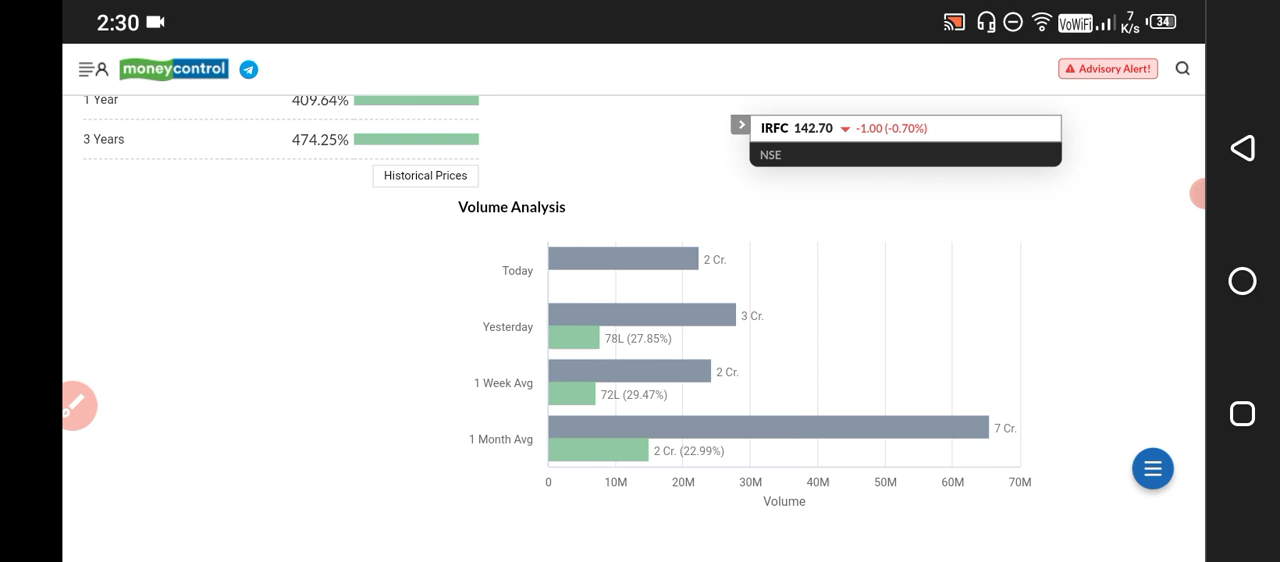 2:30
VoWiFi
7
K/s
34
moneycontrol
Advisory Alert!
1 Year 409.64%
3 Years 474.25%
Historical Prices
IRFC 142.70 -1.00 (-0.70%)
NSE
Volume Analysis
Today 2 Cr.
Yesterday 3 Cr.
78L (27.85%)
1 Week Avg 2 Cr.
72L (29.47%)
1 Month Avg 7 Cr.
2 Cr. (22.99%)
0 10M 20M 30M 40M 50M 60M 70M
Volume